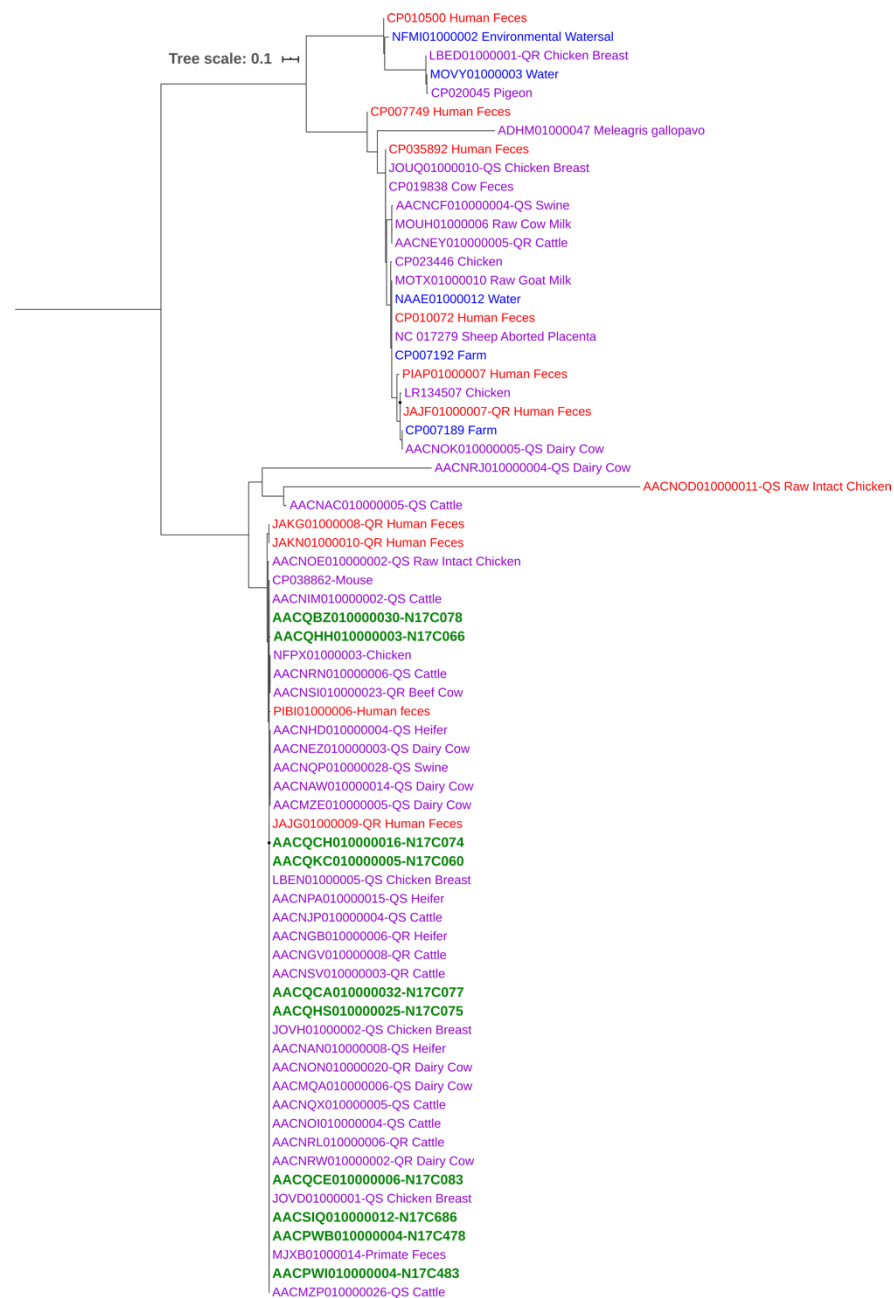 CP010500 Human Feces
NFMI01000002 Environmental Watersal
Tree scale: 0.1
LBED01000001-QR Chicken Breast
MOVY01000003 Water
CP020045 Pigeon
CP007749 Human Feces
ADHM01000047 Meleagris gallopavo
CP035892 Human Feces
JOUQ01000010-QS Chicken Breast
CP019838 Cow Feces
AACNCF010000004-QS Swine
MOUH01000006 Raw Cow Milk
AACNEY010000005-QR Cattle
CP023446 Chicken
MOTX01000010 Raw Goat Milk
NAAE01000012 Water
CP010072 Human Feces
NC 017279 Sheep Aborted Placenta
CP007192 Farm
PIAP01000007 Human Feces
LR134507 Chicken
JAJF01000007-QR Human Feces
CP007189 Farm
AACNOK010000005-QS Dairy Cow
AACNRJ010000004-QS Dairy Cow
AACNOD010000011-QS Raw Intact Chicken
AACNAC010000005-QS Cattle
JAKG01000008-QR Human Feces
JAKN01000010-QR Human Feces
AACNOE010000002-QS Raw Intact Chicken
CP038862-Mouse
AACNIM010000002-QS Cattle
AACQBZ010000030-N17C078
AACQHH010000003-N17C066
NFPX01000003-Chicken
AACNRN010000006-QS Cattle
AACNSI010000023-QR Beef Cow
PIBI01000006-Human feces
AACNHD010000004-QS Heifer
AACNEZ010000003-QS Dairy Cow
AACNQP010000028-QS Swine
AACNAW010000014-QS Dairy Cow
AACMZE010000005-QS Dairy Cow
JAJG01000009-QR Human Feces
AACQCH010000016-N17C074
AACQKC010000005-N17C060
LBEN01000005-QS Chicken Breast
AACNPA010000015-QS Heifer
AACNJP010000004-QS Cattle
AACNGB010000006-QR Heifer
AACNGV010000008-QR Cattle
AACNSV010000003-QR Cattle
AACQCA010000032-N17C077
AACQHS010000025-N17C075
JOVH01000002-QS Chicken Breast
AACNAN010000008-QS Heifer
AACNON010000020-QR Dairy Cow
AACMQA010000006-QS Dairy Cow
AACNQX010000005-QS Cattle
AACNOI010000004-QS Cattle
AACNRL010000006-QR Cattle
AACNRW010000002-QR Dairy Cow
AACQCE010000006-N17C083
JOVD01000001-QS Chicken Breast
AACSIQ010000012-N17C686
AACPWB010000004-N17C478
MJXB01000014-Primate Feces
AACPWI010000004-N17C483
AACMZP010000026-QS Cattle